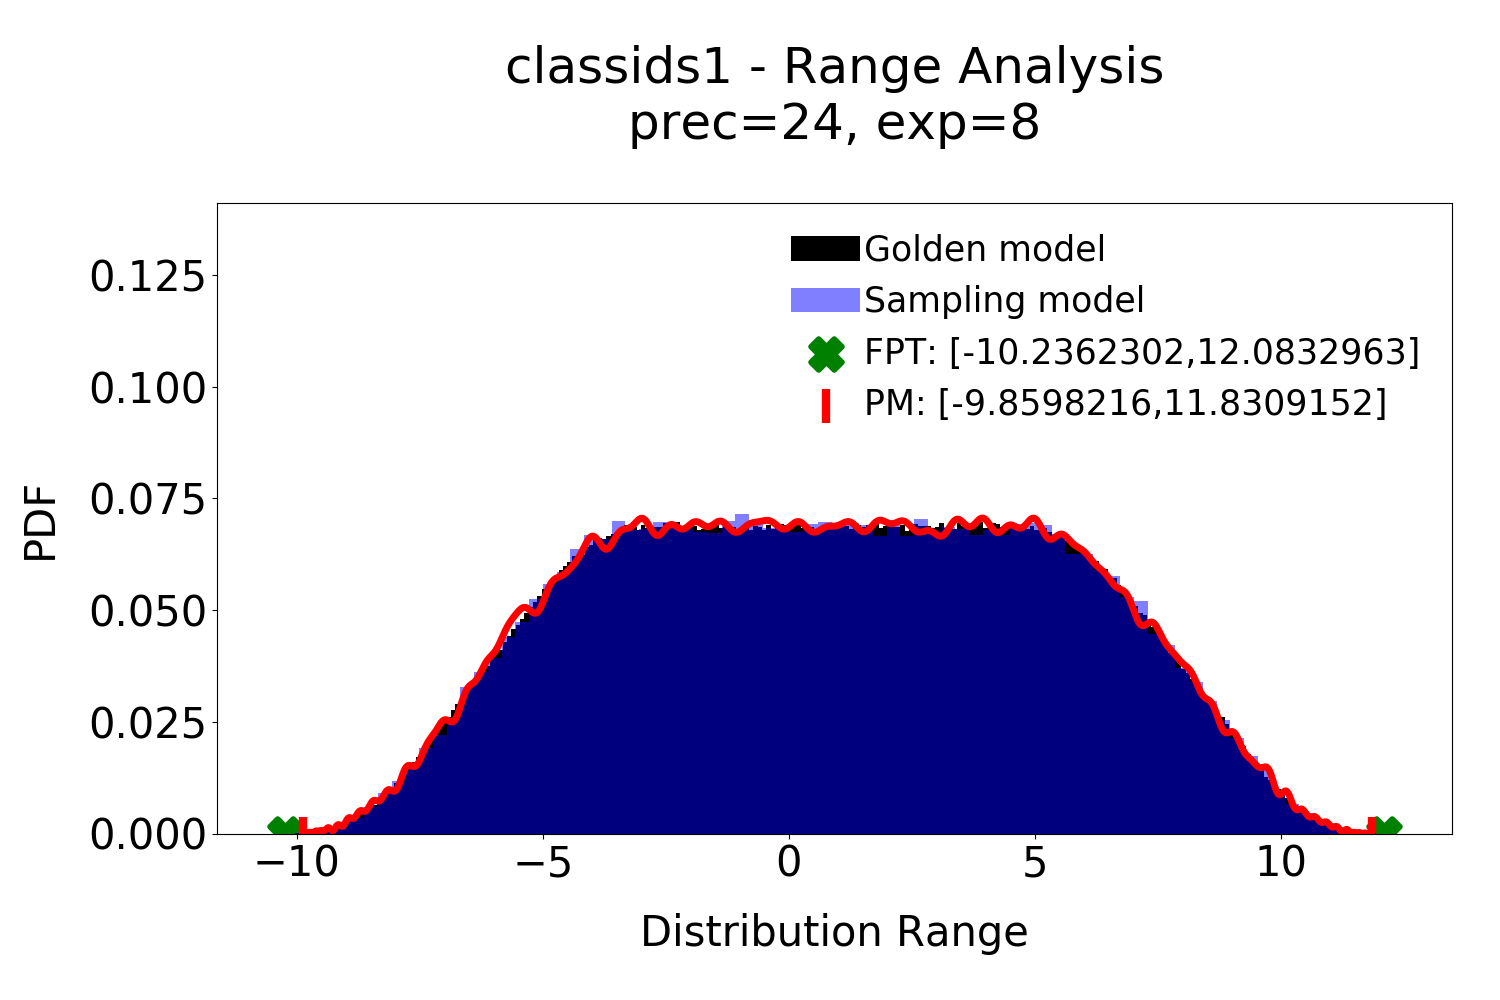 classids1 - Range Analysis
prec=24, exp=8
Golden model
Sampling model
FPT: [-10.2362302,12.0832963]
PM: [-9.8598216,11.8309152]
PDF
0.125
0.100
0.075
0.050
0.025
0.000
−10 −5 0 5 10
Distribution Range